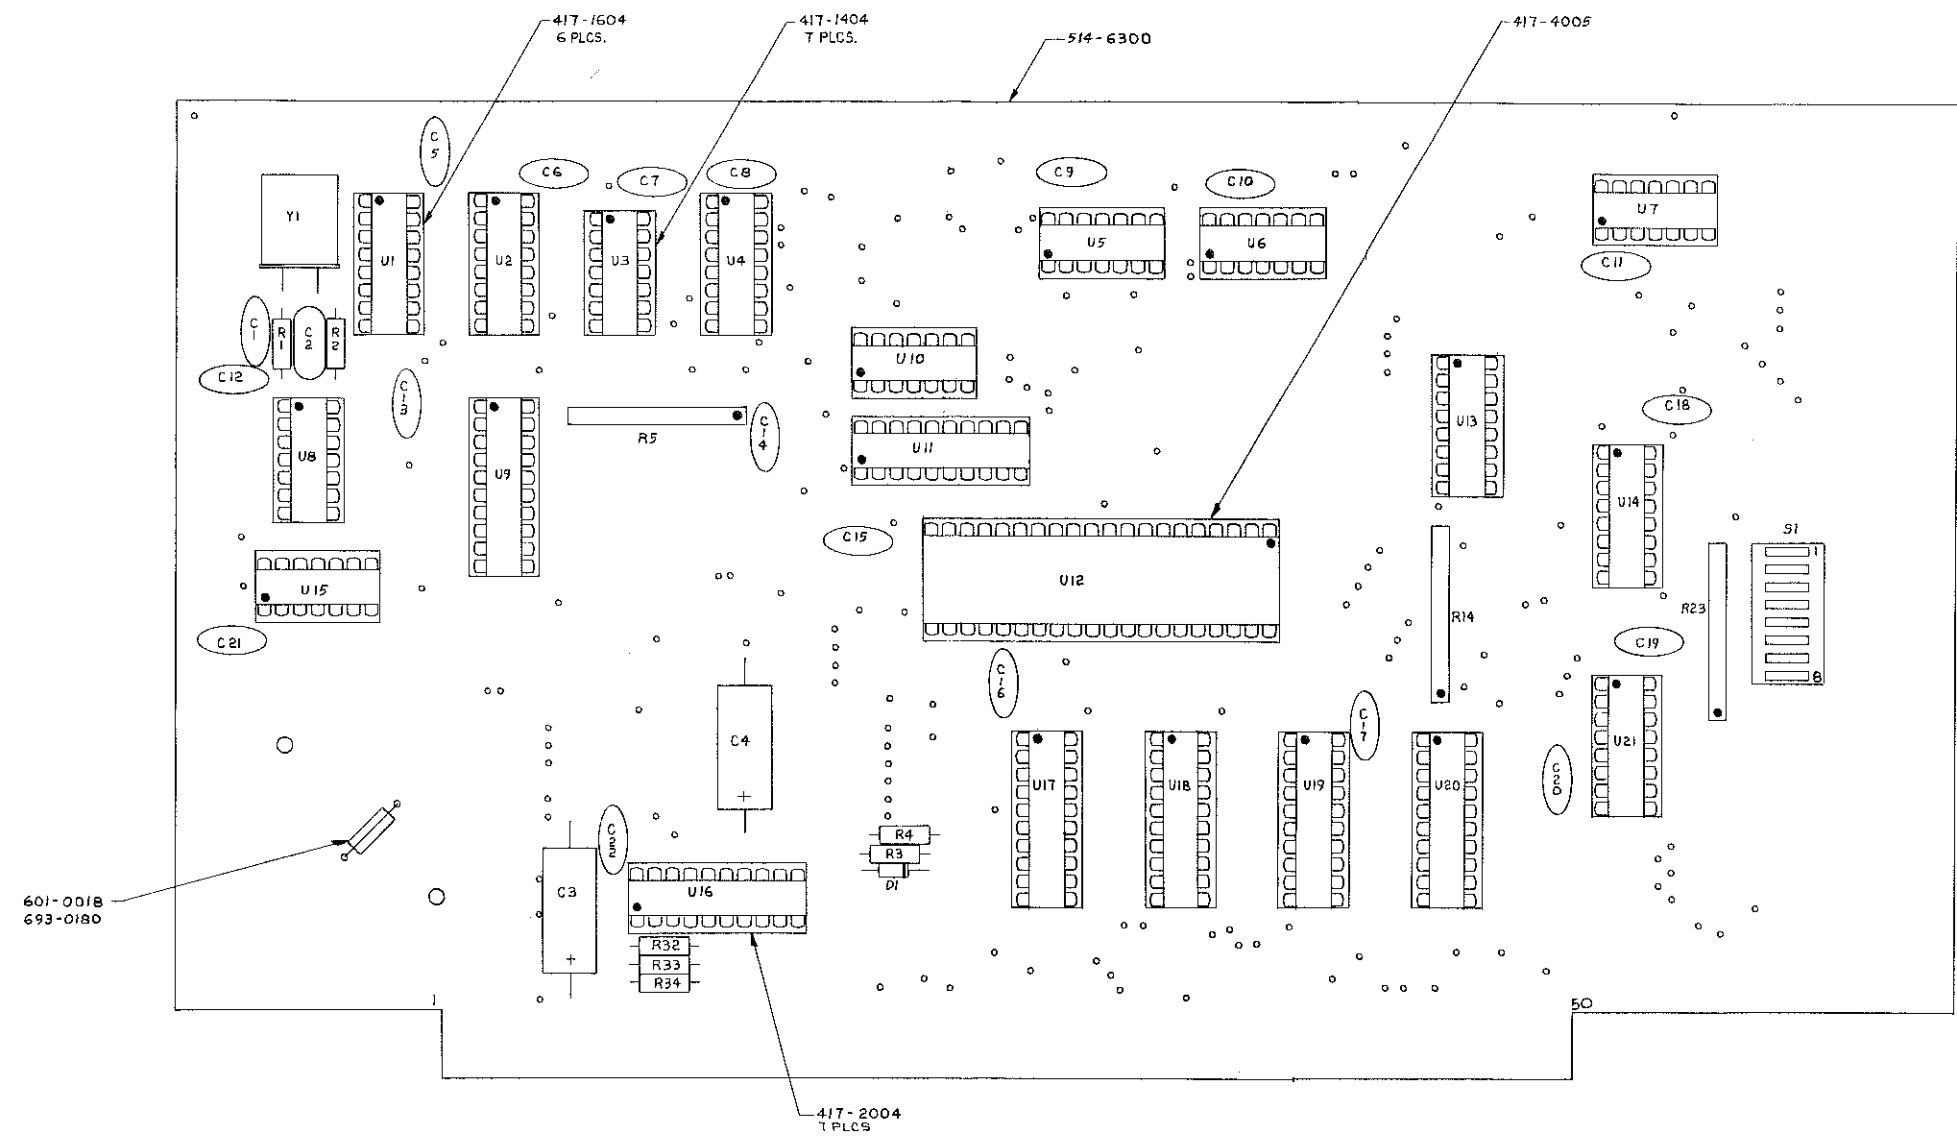 417-1604
6 PLCS.
417-1404
7 PLCS.
514-6300
417-4005
C5
C6
C7
C8
C9
C10
Y1
U1
U2
U3
U4
U5
U6
U7
C11
C1
R1
C2
R2
C12
C13
U10
U13
C18
R5
C14
U11
U8
U9
U14
C15
S1
1
U12
U15
R14
R23
C21
C19
8
C16
C17
C4
U21
U17
U18
U19
U20
C20
R4
C22
R3
D1
C3
U16
601-0018
693-0180
R32
R33
R34
1
50
417-2004
7 PLCS